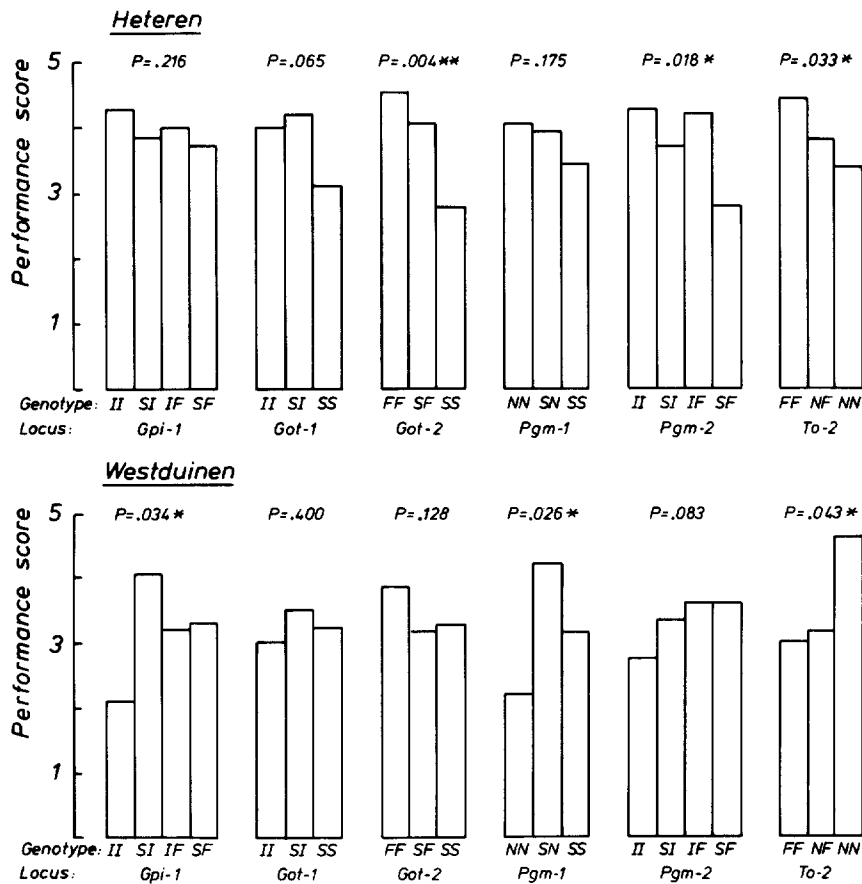 Heteren
P=.216 P=.065 P=.004** P=.175 P=.018* P=.033*
Performance score
5
3
1
Genotype: II SI IF SF II SI SS FF SF SS NN SN SS II SI IF SF FF NF NN
Locus: Gpi-1 Got-1 Got-2 Pgm-1 Pgm-2 To-2
Westduinen
P=.034* P=.400 P=.128 P=.026* P=.083 P=.043*
Performance score
5
3
1
Genotype: II SI IF SF II SI SS FF SF SS NN SN SS II SI IF SF FF NF NN
Locus: Gpi-1 Got-1 Got-2 Pgm-1 Pgm-2 To-2